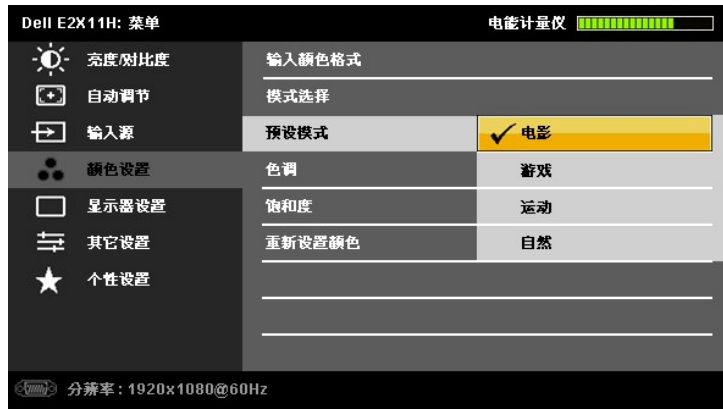 Dell E2X11H: 菜单
电能计量仪
亮度/对比度
输入颜色格式
自动调节
模式选择
输入源
预设模式
电影
颜色设置
色调
游戏
显示器设置
饱和度
运动
其它设置
重新设置颜色
自然
个性设置
分辨率: 1920x1080@60Hz